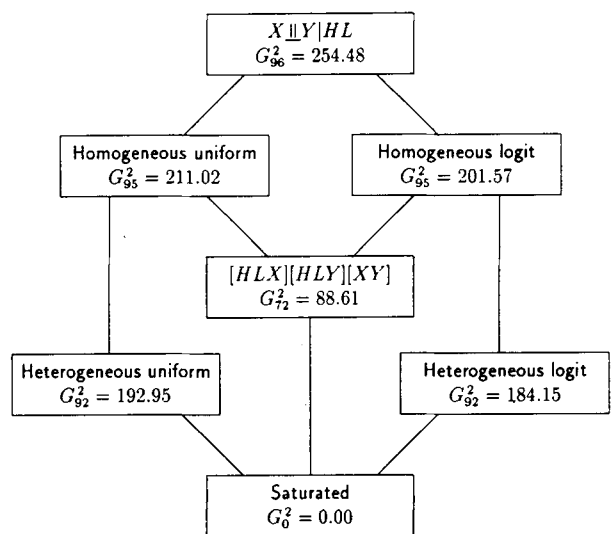 X ⫫ Y|HL
G²₉₆ = 254.48
Homogeneous uniform
G²₉₅ = 211.02
Homogeneous logit
G²₉₅ = 201.57
[HLX][HLY][XY]
G²₇₂ = 88.61
Heterogeneous uniform
G²₉₂ = 192.95
Heterogeneous logit
G²₉₂ = 184.15
Saturated
G²₀ = 0.00